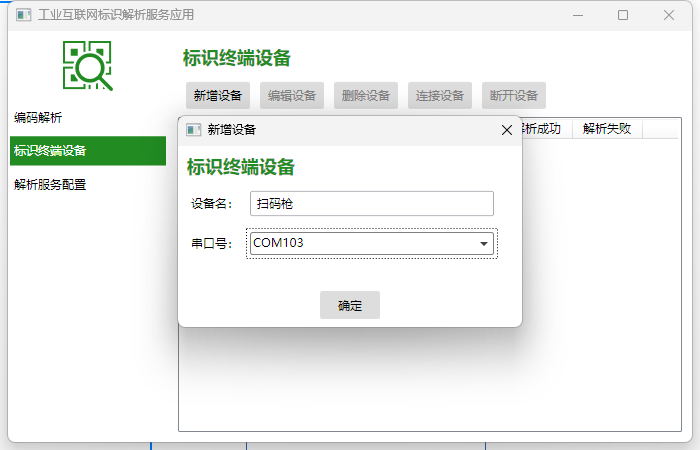 工业互联网标识解析服务应用
编码解析
标识终端设备
解析服务配置
标识终端设备
新增设备 编辑设备 删除设备 连接设备 断开设备
解析成功 解析失败
新增设备
标识终端设备
设备名: 扫码枪
串口号: COM103
确定